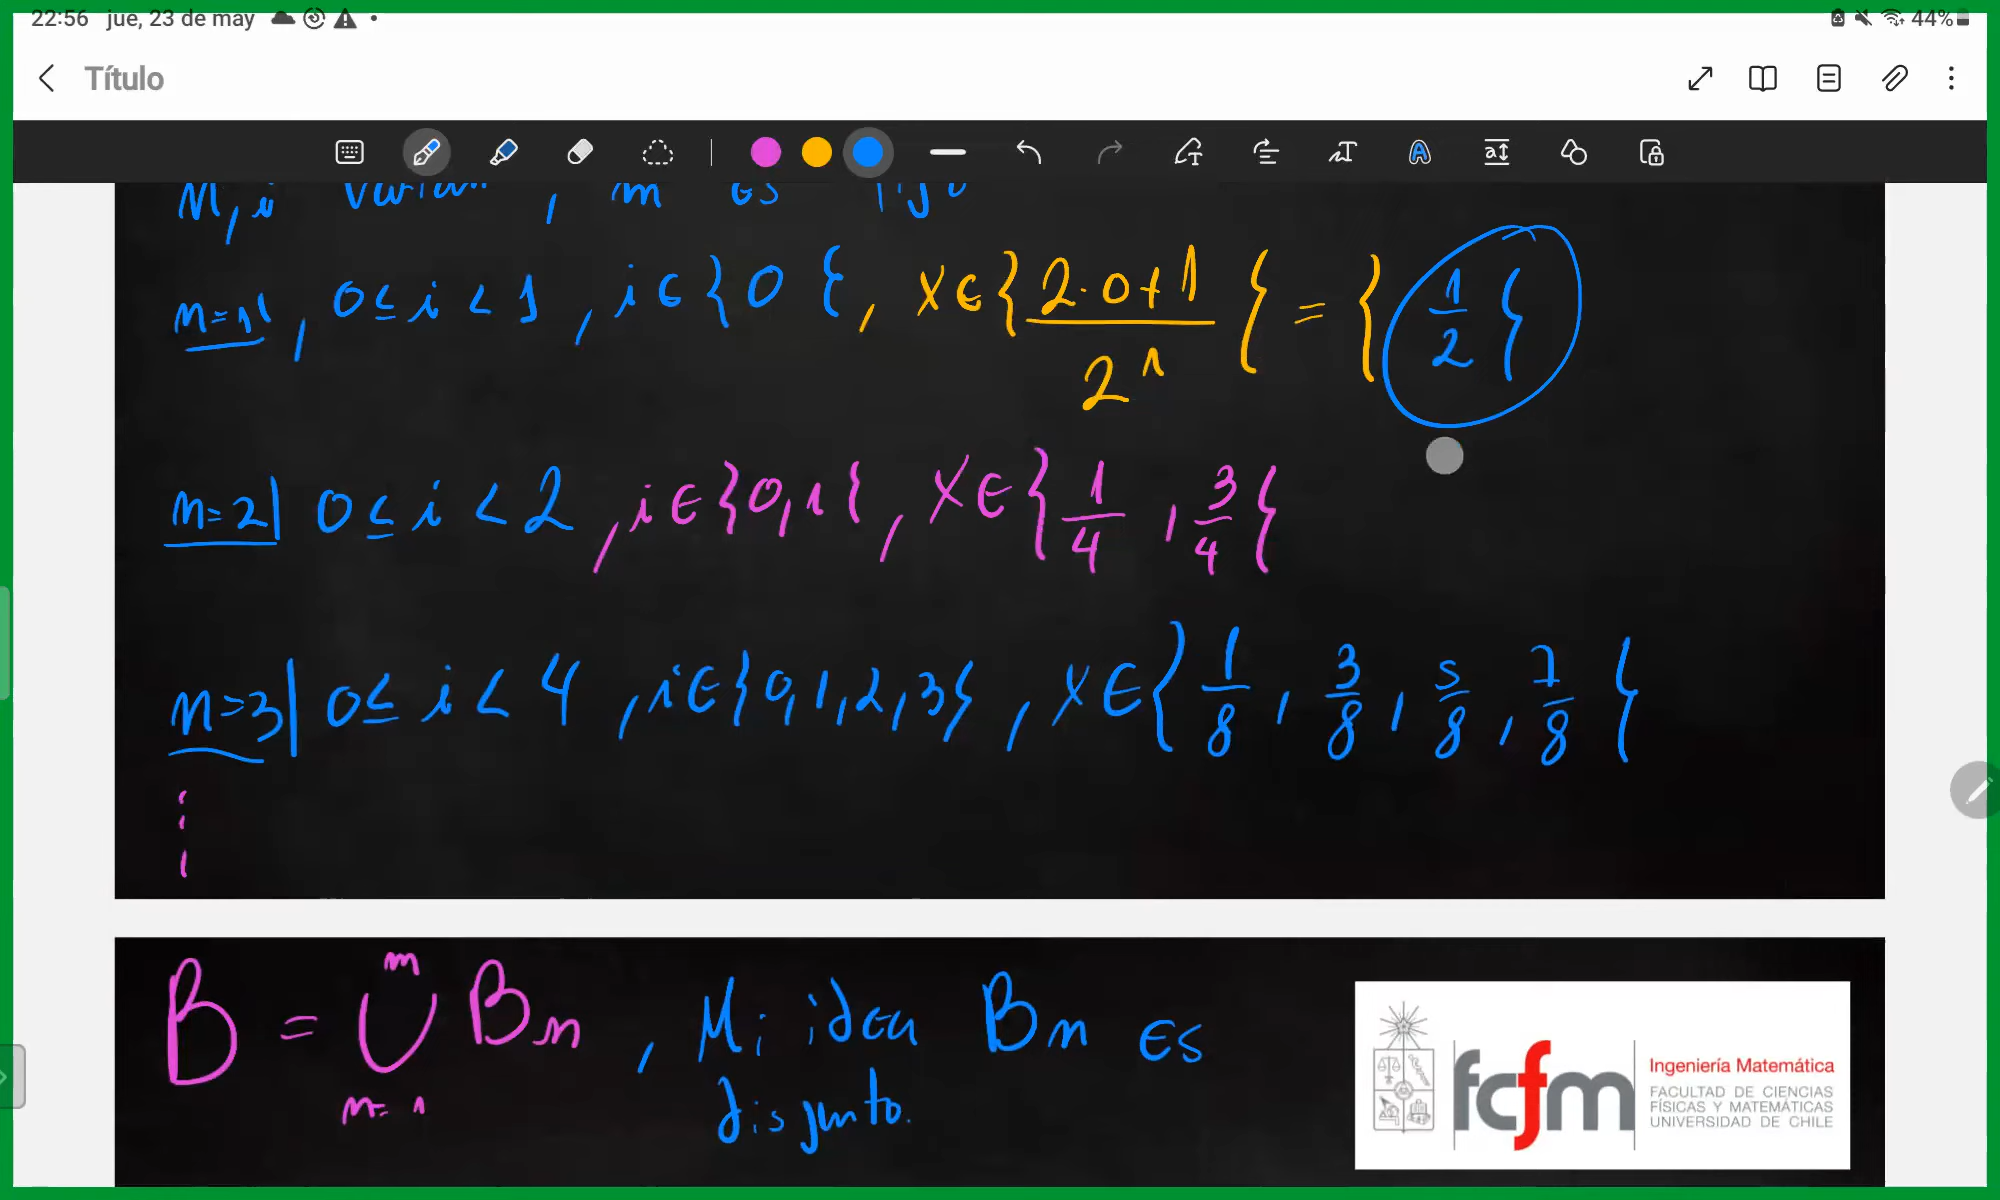 22:56 jue, 23 de may 44%
Título
M, i varian, m es fijo
n=1, 0 ≤ i < 1, i ∈ {0}, x ∈ {2·0+1 / 2^1} = {1/2}
n=2| 0 ≤ i < 2, i ∈ {0,1}, x ∈ {1/4, 3/4}
n=3| 0 ≤ i < 4, i ∈ {0,1,2,3}, x ∈ {1/8, 3/8, 5/8, 7/8}
B = ⋃_{n=1}^{m} Bn, Mi idea Bn es
disjunto.
fcfm
Ingeniería Matemática
FACULTAD DE CIENCIAS
FÍSICAS Y MATEMÁTICAS
UNIVERSIDAD DE CHILE